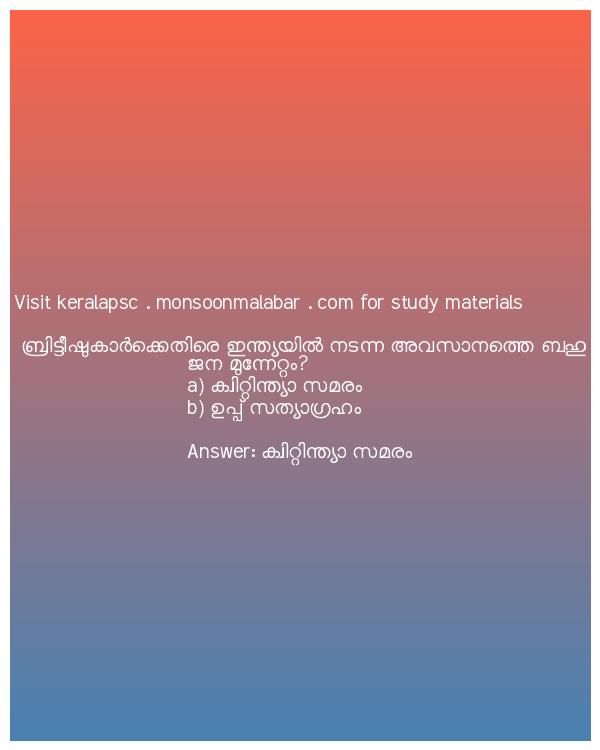 Visit keralapsc . monsoonmalabar . com for study materials
ബ്രിട്ടീഷുകാർക്കെതിരെ ഇന്ത്യയിൽ നടന്ന അവസാനത്തെ ബഹു
ജന മുന്നേറ്റം?
a) ക്വിറ്റിന്ത്യാ സമരം
b) ഉപ്പ് സത്യാഗ്രഹം
Answer: ക്വിറ്റിന്ത്യാ സമരം